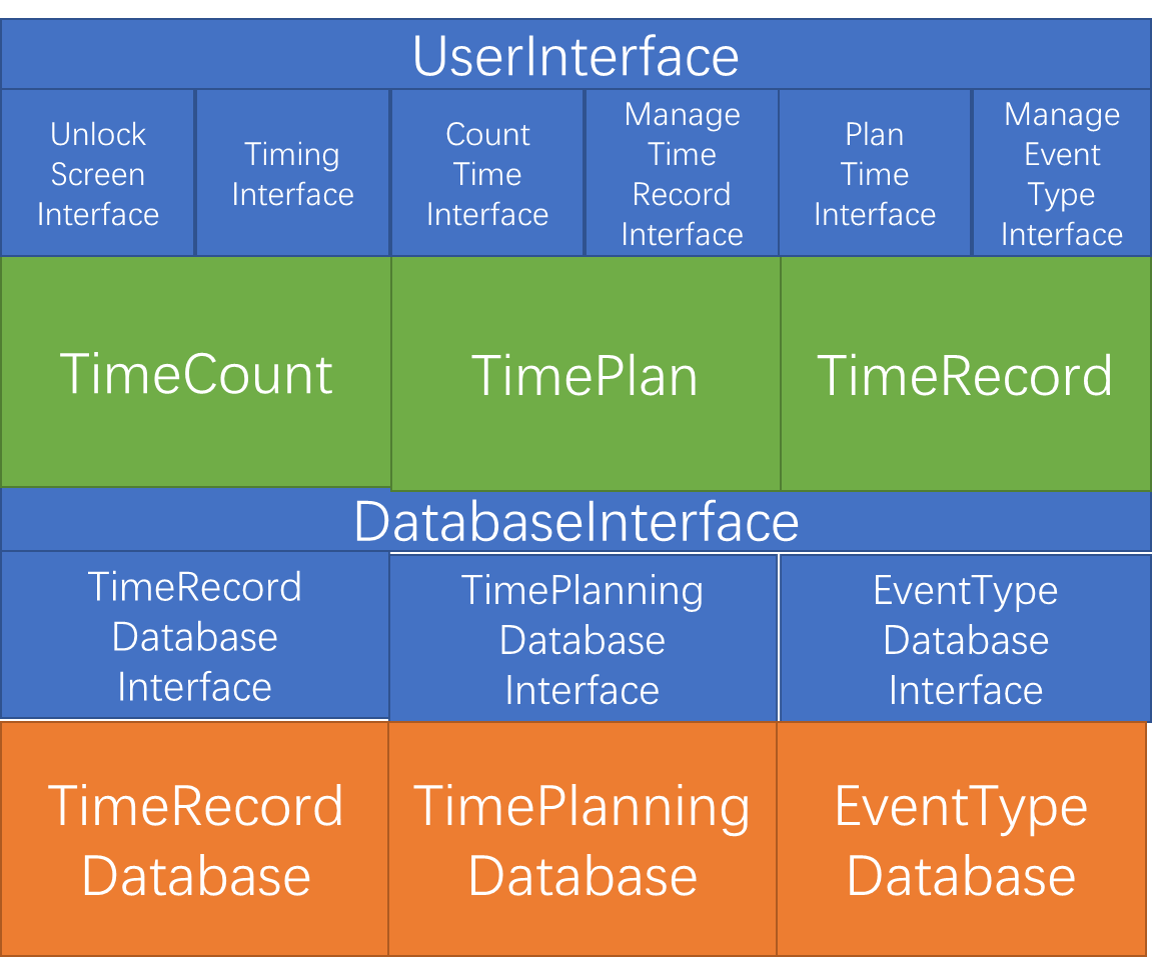 UserInterface
Unlock
Screen
Interface
Timing
Interface
Count
Time
Interface
Manage
Time
Record
Interface
Plan
Time
Interface
Manage
Event
Type
Interface
TimeCount
TimePlan
TimeRecord
DatabaseInterface
TimeRecord
Database
Interface
TimePlanning
Database
Interface
EventType
Database
Interface
TimeRecord
Database
TimePlanning
Database
EventType
Database